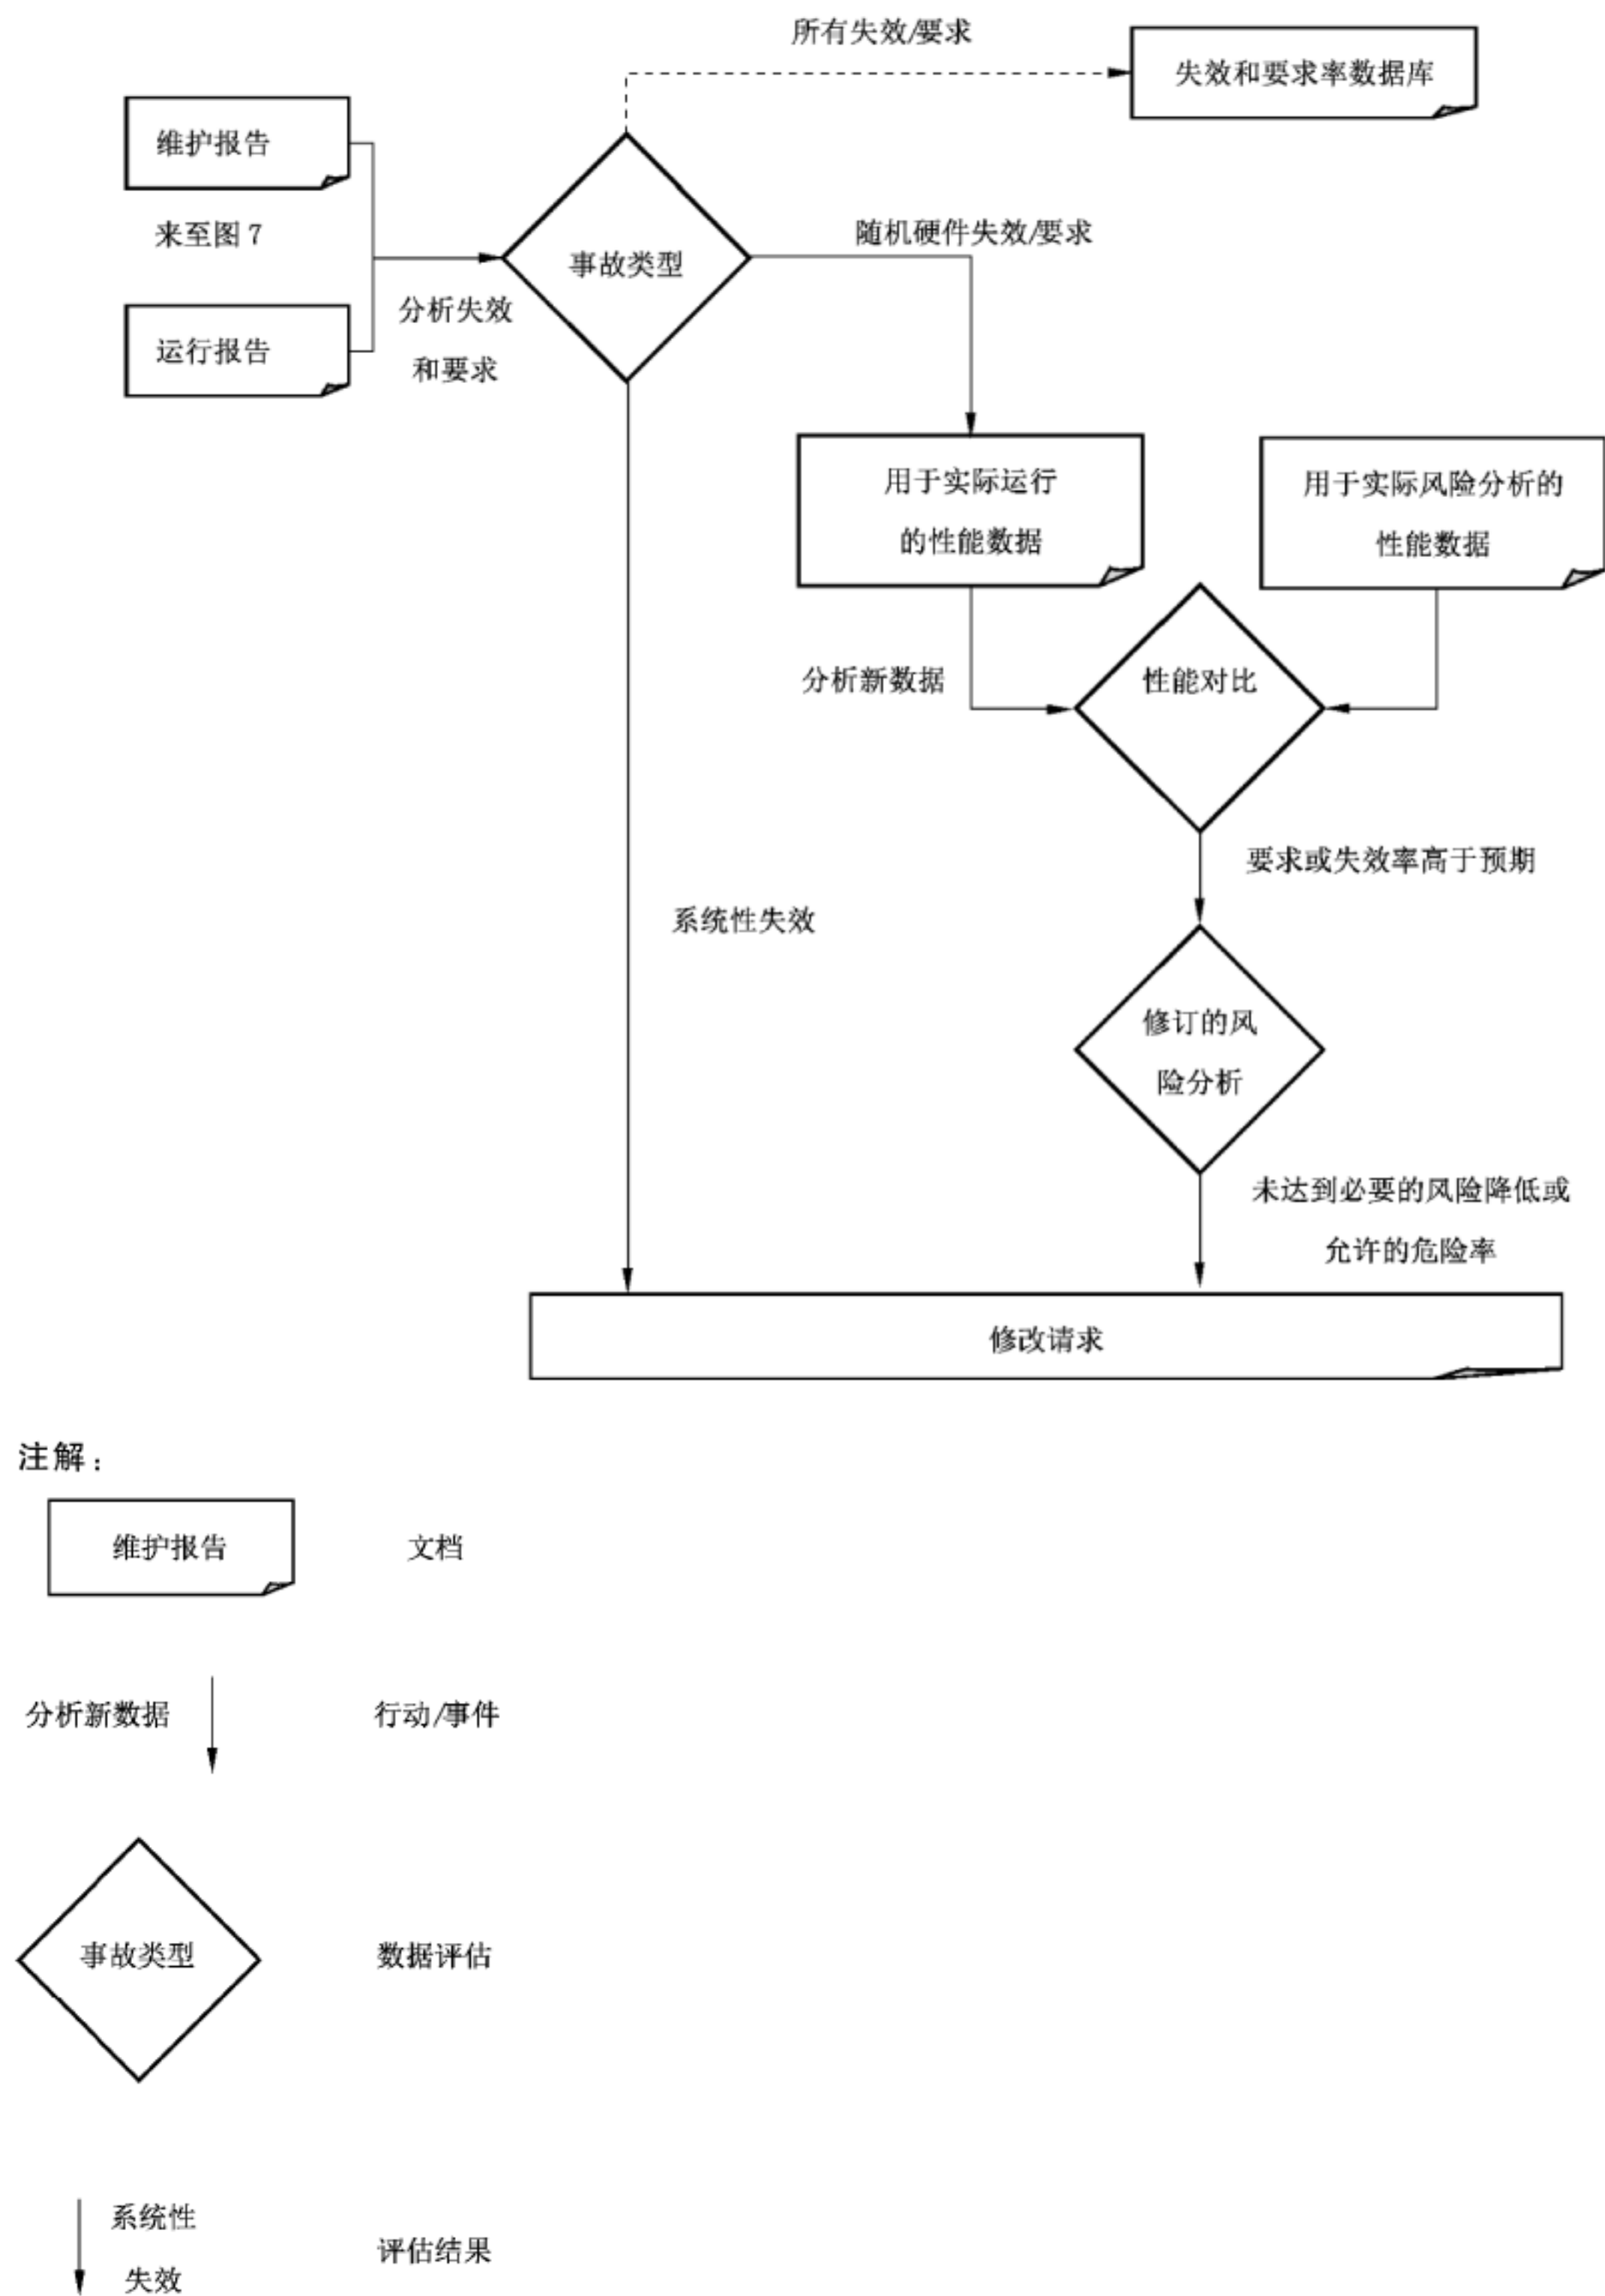 所有失效/要求
失效和要求率数据库
维护报告
来至图 7
随机硬件失效/要求
事故类型
分析失效
和要求
运行报告
用于实际运行
的性能数据
用于实际风险分析的
性能数据
分析新数据
性能对比
要求或失效率高于预期
系统性失效
修订的风
险分析
未达到必要的风险降低或
允许的危险率
修改请求
注解：
维护报告
文档
分析新数据
行动/事件
事故类型
数据评估
系统性
失效
评估结果